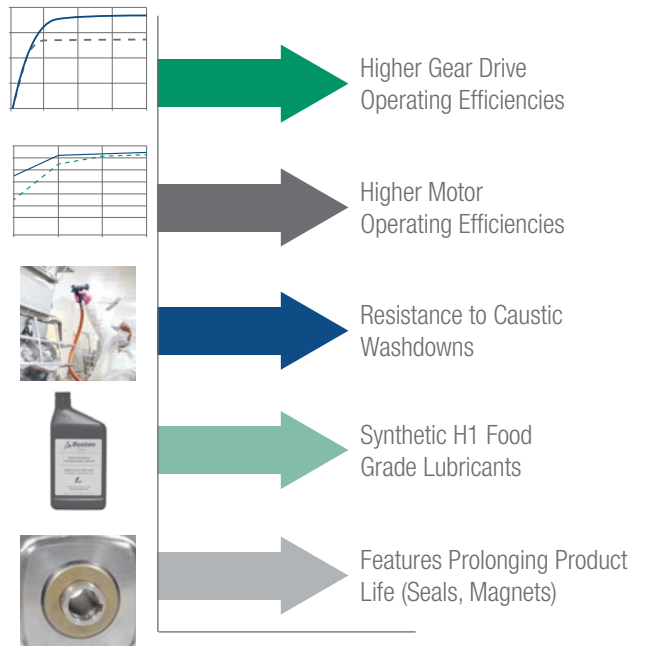 Higher Gear Drive
Operating Efficiencies
Higher Motor
Operating Efficiencies
Resistance to Caustic
Washdowns
Boston
Synthetic H1 Food
Grade Lubricants
Features Prolonging Product
Life (Seals, Magnets)